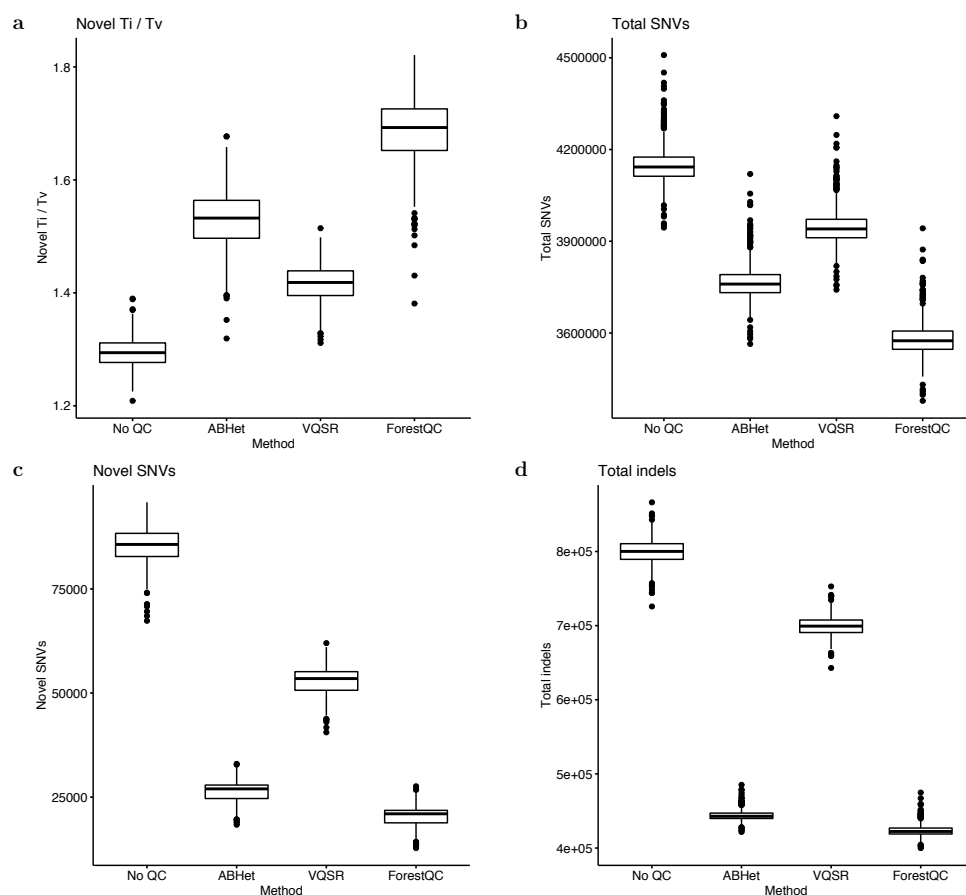 a
Novel Ti / Tv
1.8
1.6
1.4
1.2
Novel Ti / Tv
No QC ABHet VQSR ForestQC
Method
b
Total SNVs
4500000
4200000
3900000
3600000
Total SNVs
No QC ABHet VQSR ForestQC
Method
c
Novel SNVs
75000
50000
25000
Novel SNVs
No QC ABHet VQSR ForestQC
Method
d
Total indels
8e+05
7e+05
6e+05
5e+05
4e+05
Total indels
No QC ABHet VQSR ForestQC
Method